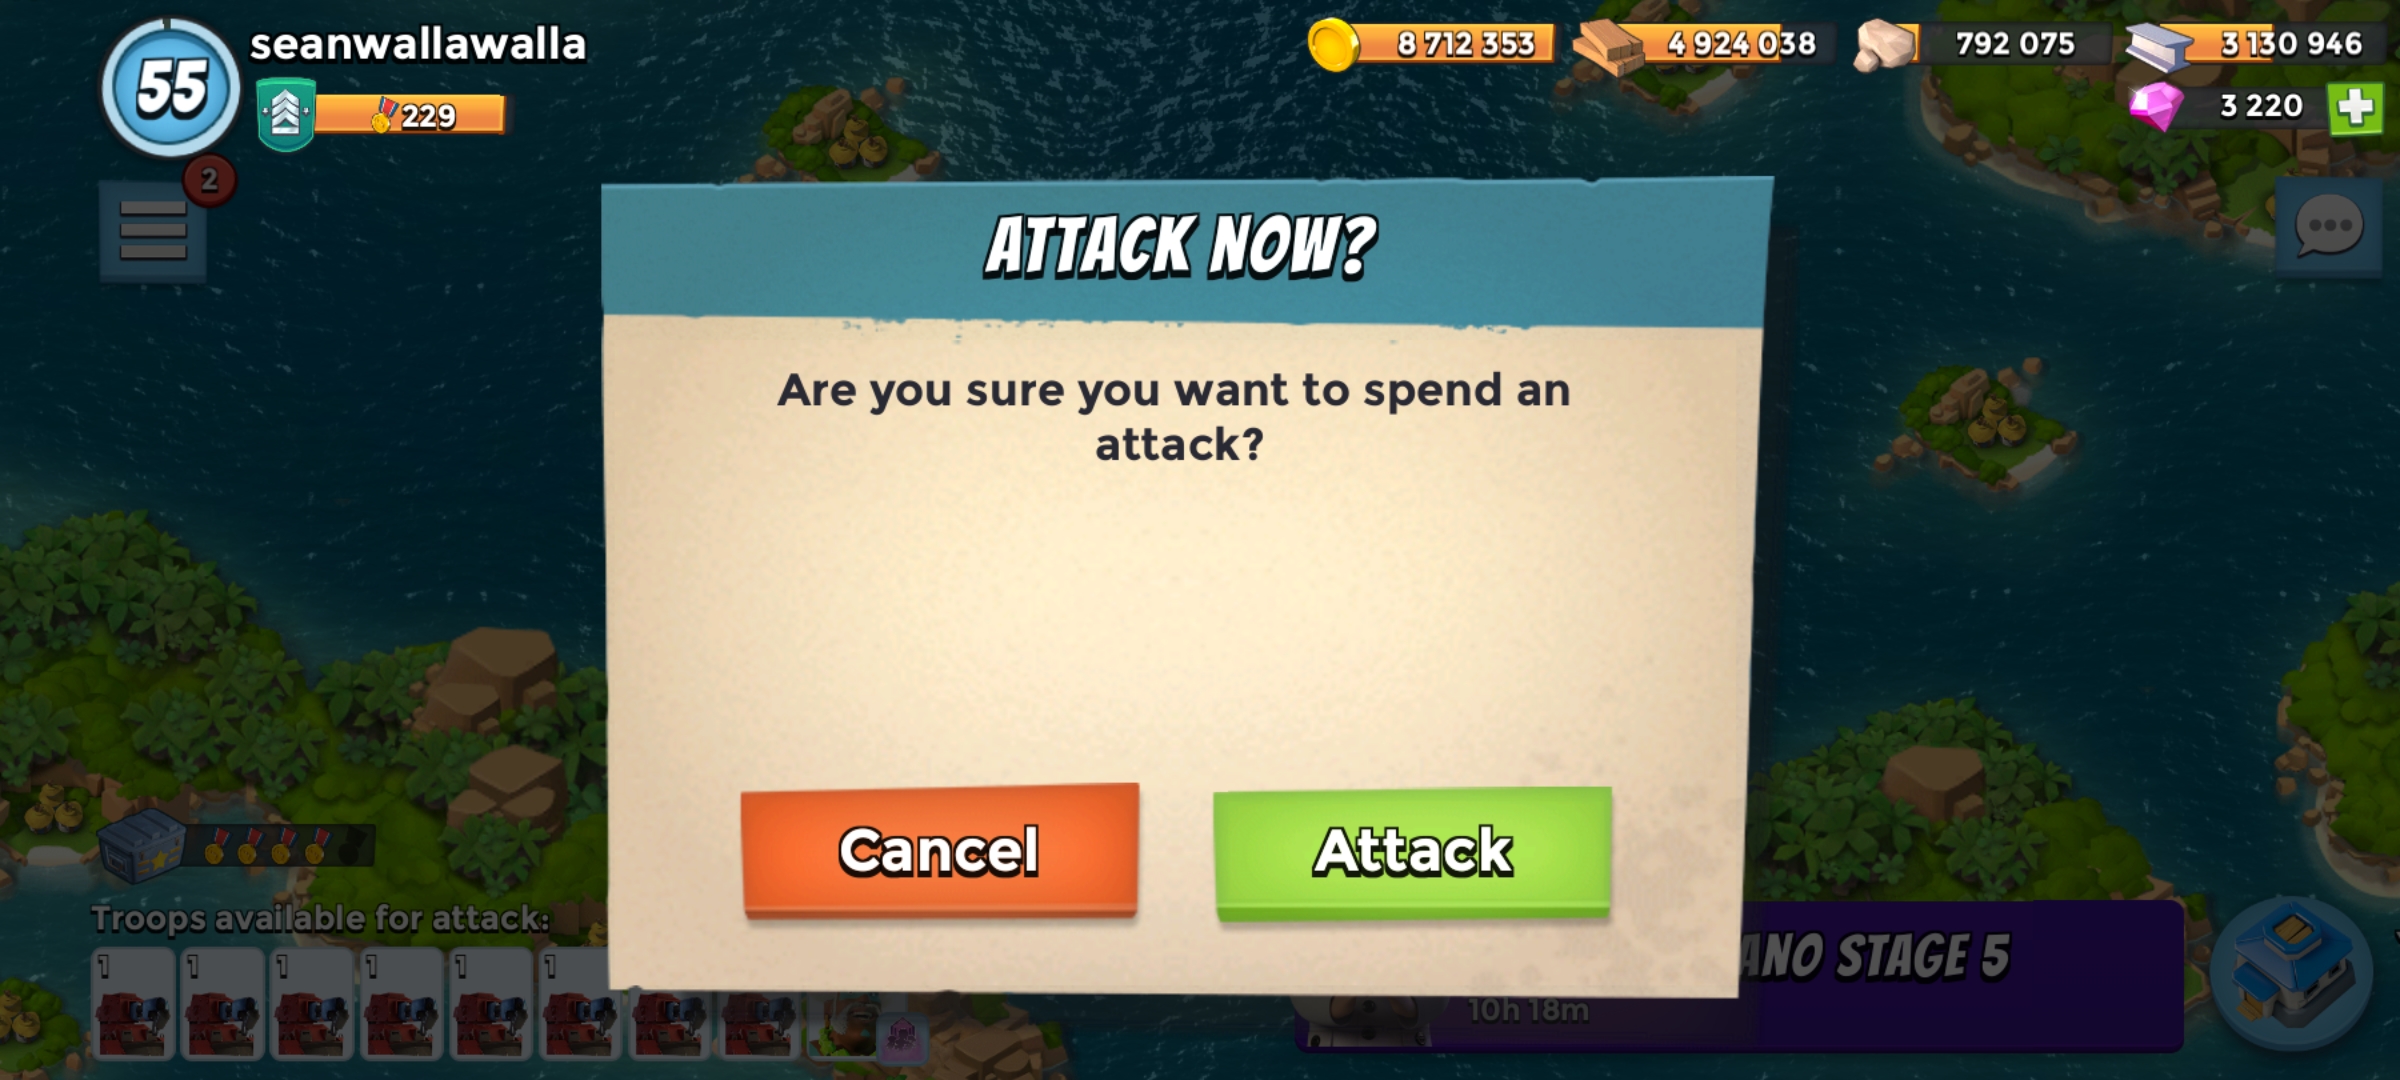 55
seanwallawalla
229
8 712 353
4 924 038
792 075
3 130 946
3 220
2
ATTACK NOW?
Are you sure you want to spend an
attack?
Cancel
Attack
Troops available for attack:
1
1
1
1
1
1
STAGE 5
10h 18m